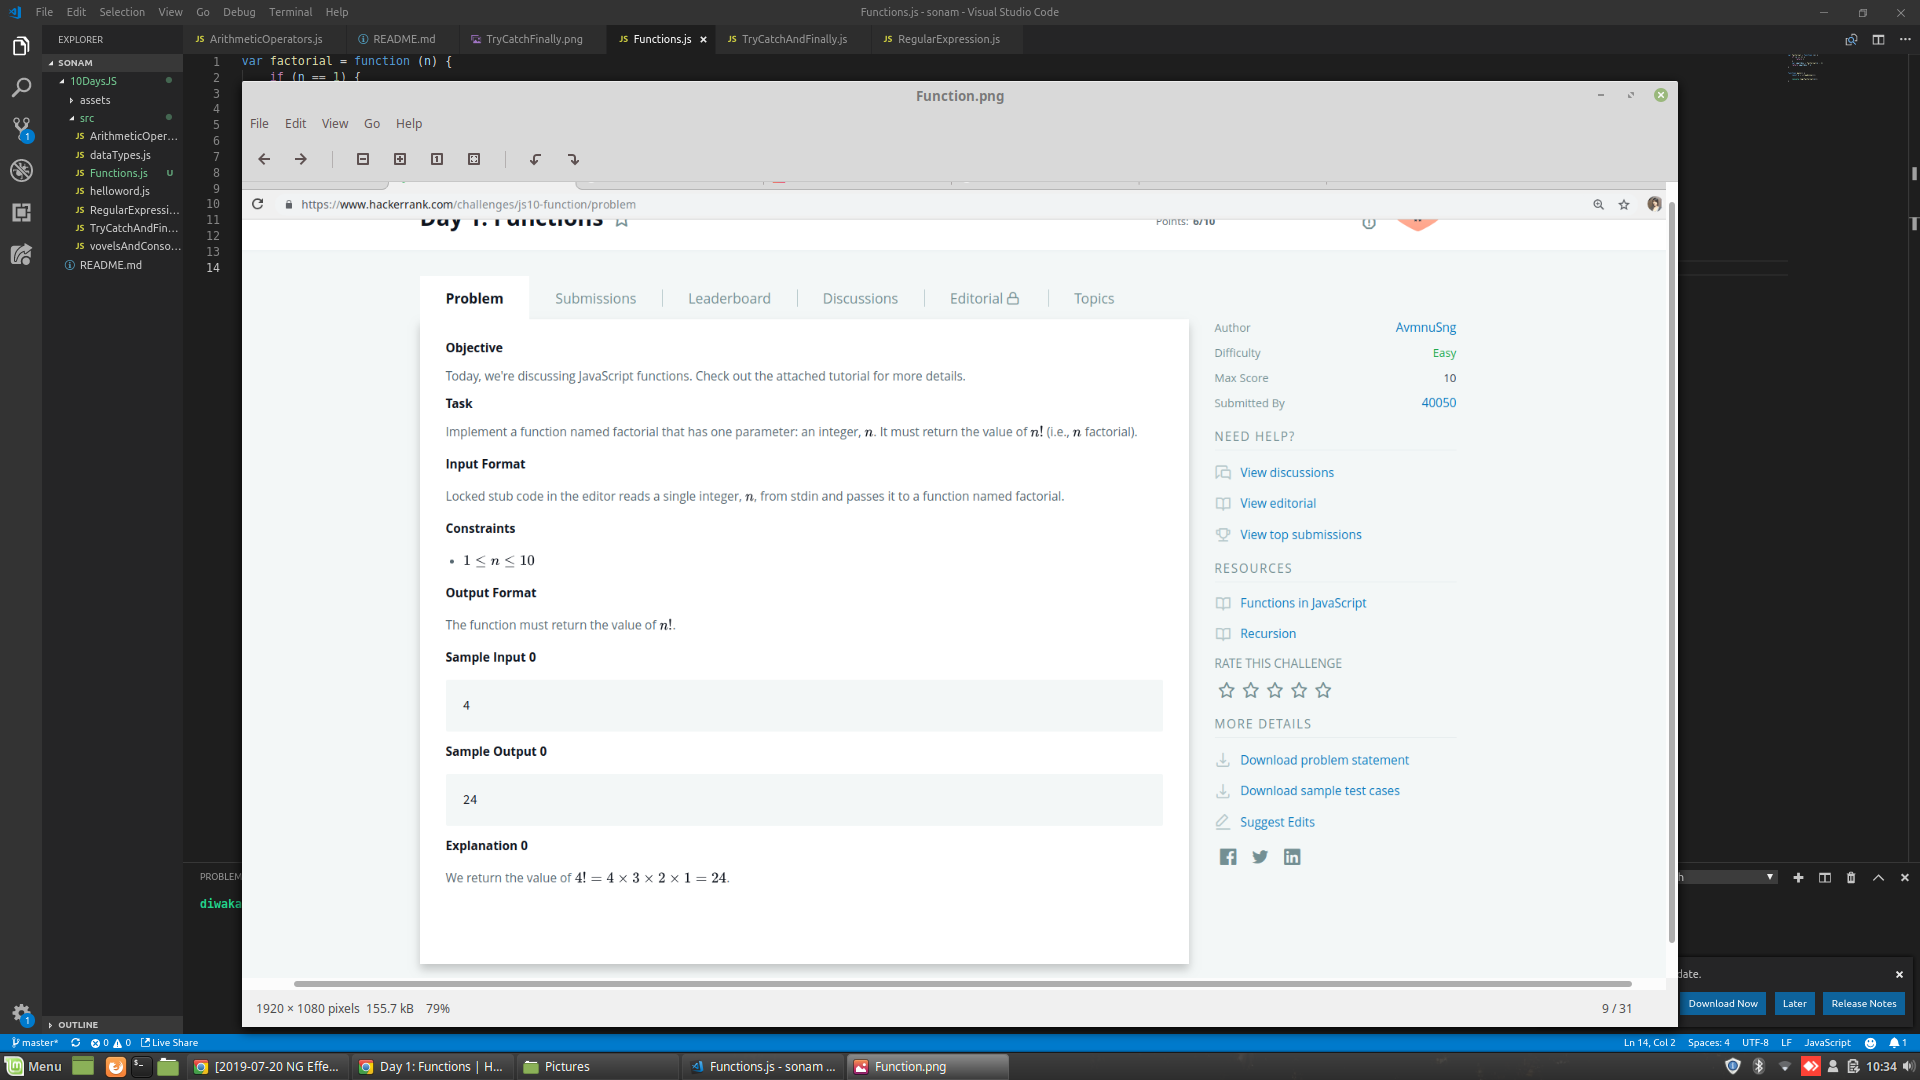 File Edit Selection View Go Debug Terminal Help
Functions.js - sonam - Visual Studio Code
EXPLORER
JS ArithmeticOperators.js
README.md
TryCatchFinally.png
JS Functions.js
JS TryCatchAndFinally.js
JS RegularExpression.js
SONAM
10DaysJS
assets
src
JS ArithmeticOper...
JS dataTypes.js
JS Functions.js U
JS helloword.js
JS RegularExpressi...
JS TryCatchAndFin...
JS vovelsAndConso...
README.md
OUTLINE
1 var factorial = function (n) {
2 if (n == 1) {
3
4
5
6
7
8
9
10
11
12
13
14
Function.png
File Edit View Go Help
https://www.hackerrank.com/challenges/js10-function/problem
Day 1: Functions
Points: 6/10
Problem
Submissions
Leaderboard
Discussions
Editorial
Topics
Objective
Today, we're discussing JavaScript functions. Check out the attached tutorial for more details.
Task
Implement a function named factorial that has one parameter: an integer, n. It must return the value of n! (i.e., n factorial).
Input Format
Locked stub code in the editor reads a single integer, n, from stdin and passes it to a function named factorial.
Constraints
• 1 ≤ n ≤ 10
Output Format
The function must return the value of n!.
Sample Input 0
4
Sample Output 0
24
Explanation 0
We return the value of 4! = 4 × 3 × 2 × 1 = 24.
Author AvmnuSng
Difficulty Easy
Max Score 10
Submitted By 40050
NEED HELP?
View discussions
View editorial
View top submissions
RESOURCES
Functions in JavaScript
Recursion
RATE THIS CHALLENGE
MORE DETAILS
Download problem statement
Download sample test cases
Suggest Edits
1920 × 1080 pixels 155.7 kB 79%
9 / 31
PROBLEM
diwaka
h
date.
Download Now
Later
Release Notes
master*
0 0
Live Share
Ln 14, Col 2
Spaces: 4
UTF-8
LF
JavaScript
1
Menu
[2019-07-20 NG Effe...
Day 1: Functions | H...
Pictures
Functions.js - sonam ...
Function.png
10:34